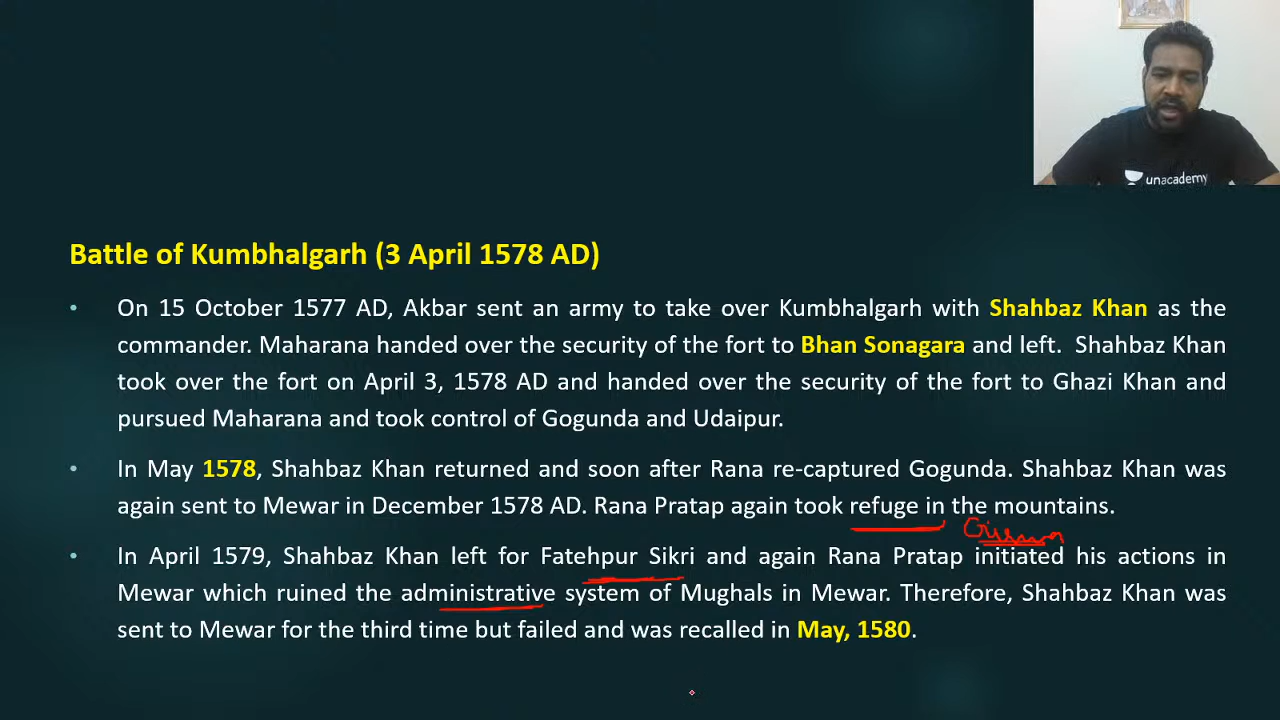 unacademy
Battle of Kumbhalgarh (3 April 1578 AD)
• On 15 October 1577 AD, Akbar sent an army to take over Kumbhalgarh with Shahbaz Khan as the
commander. Maharana handed over the security of the fort to Bhan Sonagara and left. Shahbaz Khan
took over the fort on April 3, 1578 AD and handed over the security of the fort to Ghazi Khan and
pursued Maharana and took control of Gogunda and Udaipur.
• In May 1578, Shahbaz Khan returned and soon after Rana re-captured Gogunda. Shahbaz Khan was
again sent to Mewar in December 1578 AD. Rana Pratap again took refuge in the mountains.
• In April 1579, Shahbaz Khan left for Fatehpur Sikri and again Rana Pratap initiated his actions in
Mewar which ruined the administrative system of Mughals in Mewar. Therefore, Shahbaz Khan was
sent to Mewar for the third time but failed and was recalled in May, 1580.